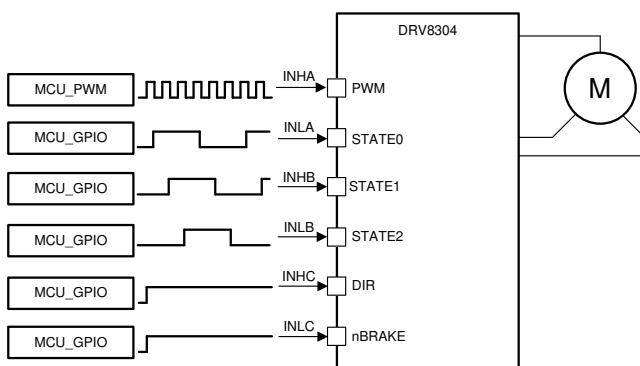 DRV8304
MCU_PWM INHA PWM
M
MCU_GPIO INLA STATE0
MCU_GPIO INHB STATE1
MCU_GPIO INLB STATE2
MCU_GPIO INHC DIR
MCU_GPIO INLC nBRAKE